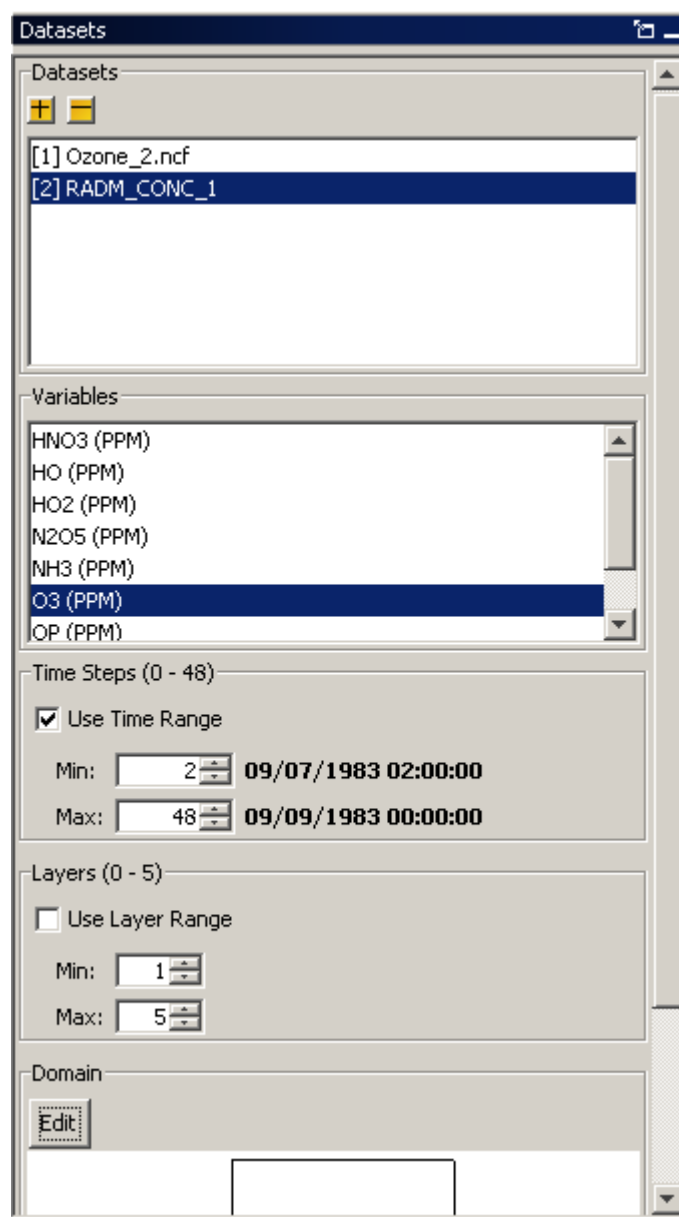 Datasets
Datasets
[1] Ozone_2.ncf
[2] RADM_CONC_1
Variables
HNO3 (PPM)
HO (PPM)
HO2 (PPM)
N2O5 (PPM)
NH3 (PPM)
O3 (PPM)
OP (PPM)
Time Steps (0 - 48)
Use Time Range
Min: 2 09/07/1983 02:00:00
Max: 48 09/09/1983 00:00:00
Layers (0 - 5)
Use Layer Range
Min: 1
Max: 5
Domain
Edit